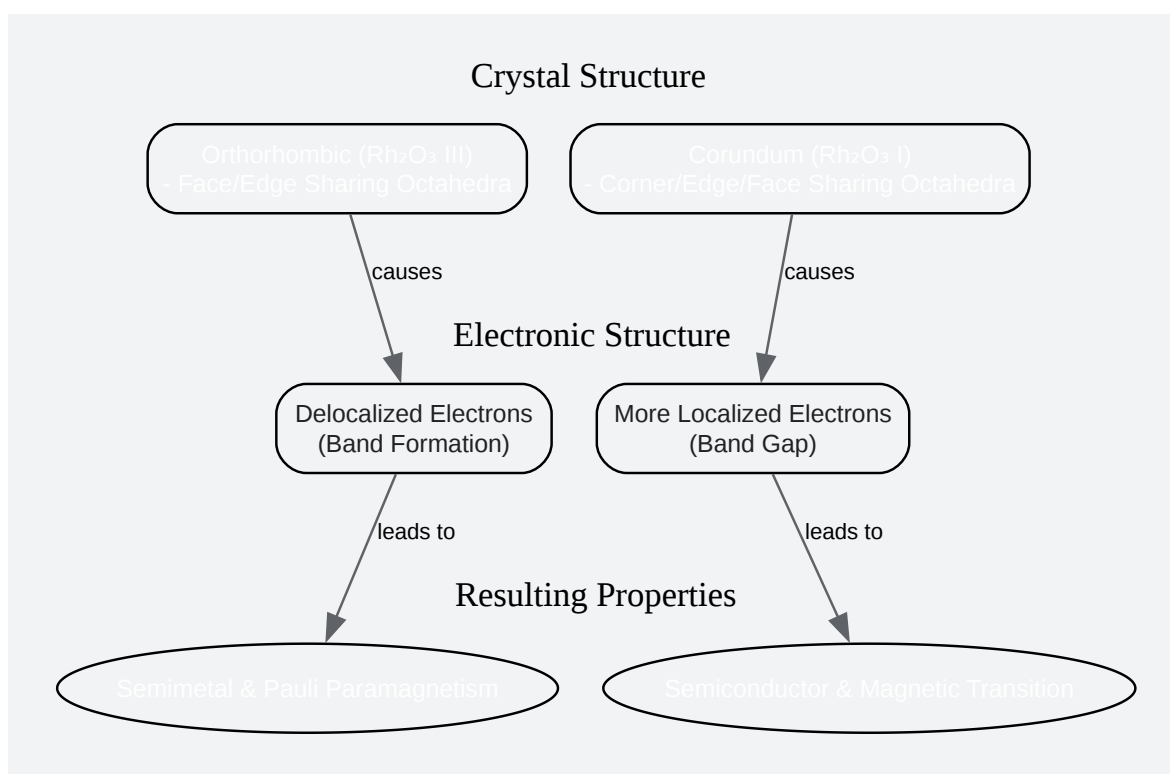 Crystal Structure
Orthorhombic (Rh₂O₃ III)
- Face/Edge Sharing Octahedra
Corundum (Rh₂O₃ I)
- Corner/Edge/Face Sharing Octahedra
causes
causes
Electronic Structure
Delocalized Electrons
(Band Formation)
More Localized Electrons
(Band Gap)
leads to
leads to
Resulting Properties
Semimetal & Pauli Paramagnetism
Semiconductor & Magnetic Transition